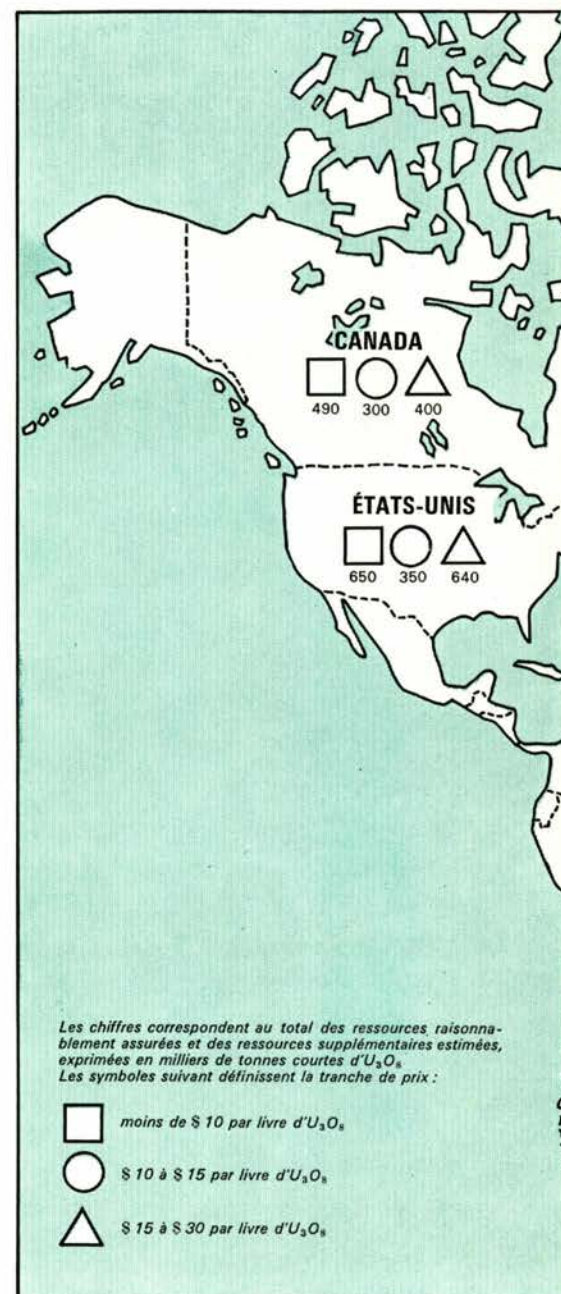 CANADA
490 300 400
ÉTATS-UNIS
650 350 640
Les chiffres correspondent au total des ressources raisonna-
blement assurées et des ressources supplémentaires estimées,
exprimées en milliers de tonnes courtes d'U₃O₈
Les symboles suivant définissent la tranche de prix :
moins de $ 10 par livre d'U₃O₈
$ 10 à $ 15 par livre d'U₃O₈
$ 15 à $ 30 par livre d'U₃O₈